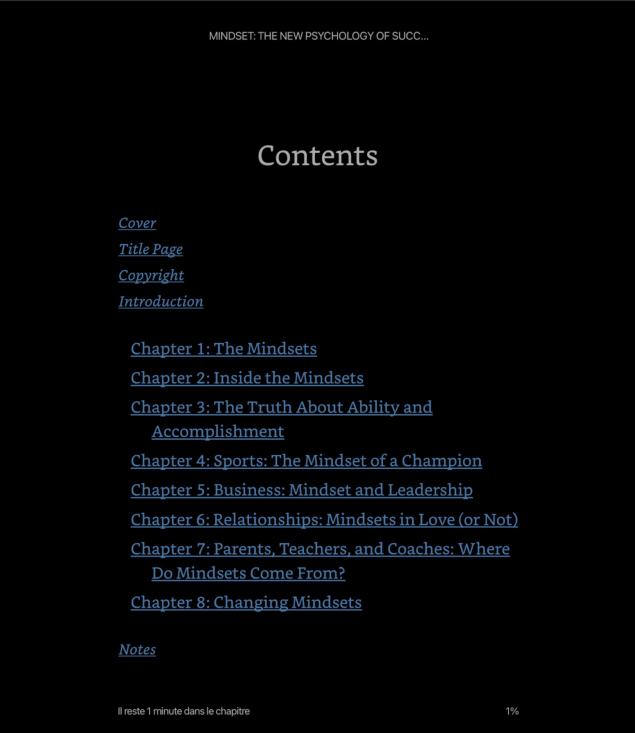 MINDSET: THE NEW PSYCHOLOGY OF SUCC...
Contents
Cover
Title Page
Copyright
Introduction
Chapter 1: The Mindsets
Chapter 2: Inside the Mindsets
Chapter 3: The Truth About Ability and
Accomplishment
Chapter 4: Sports: The Mindset of a Champion
Chapter 5: Business: Mindset and Leadership
Chapter 6: Relationships: Mindsets in Love (or Not)
Chapter 7: Parents, Teachers, and Coaches: Where
Do Mindsets Come From?
Chapter 8: Changing Mindsets
Notes
Il reste 1 minute dans le chapitre 1%